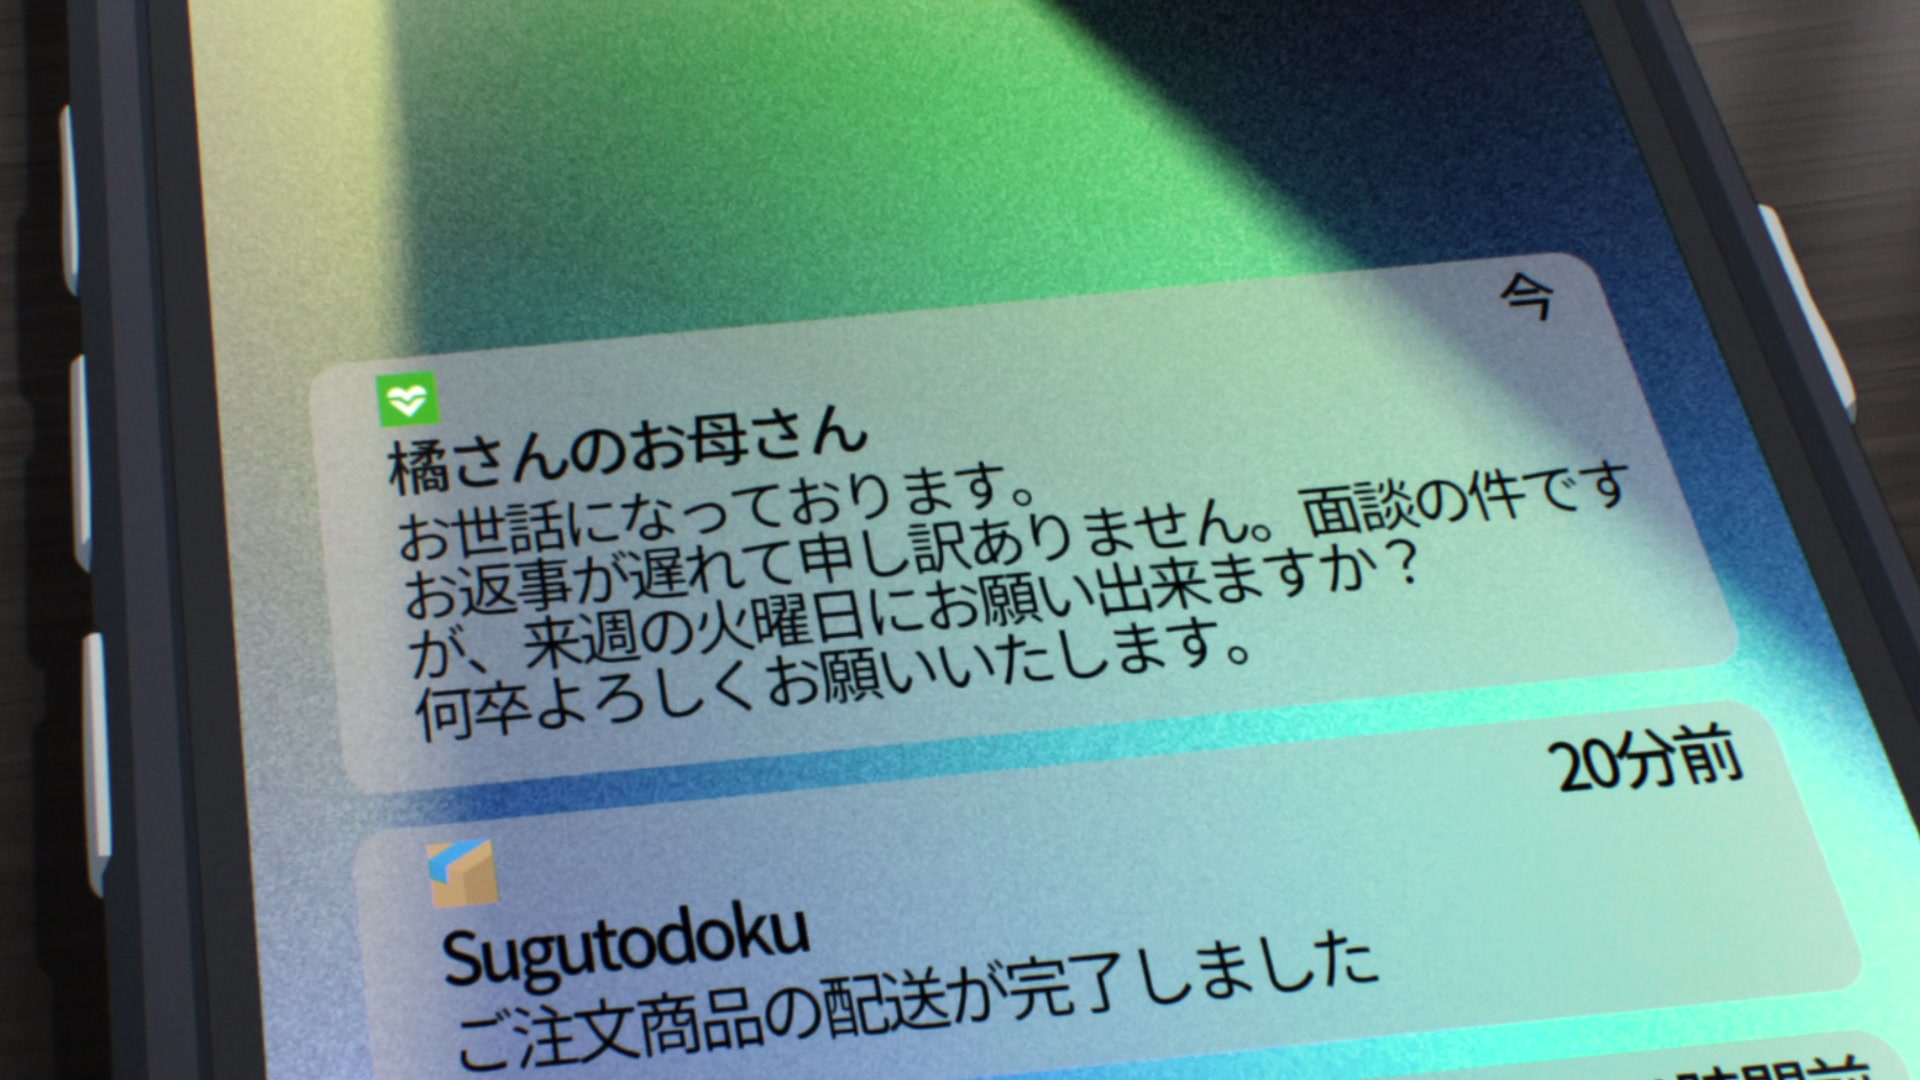 今
橘さんのお母さん
お世話になっております。
お返事が遅れて申し訳ありません。面談の件です
が、来週の火曜日にお願い出来ますか？
何卒よろしくお願いいたします。
20分前
Sugutodoku
ご注文商品の配送が完了しました
時間前